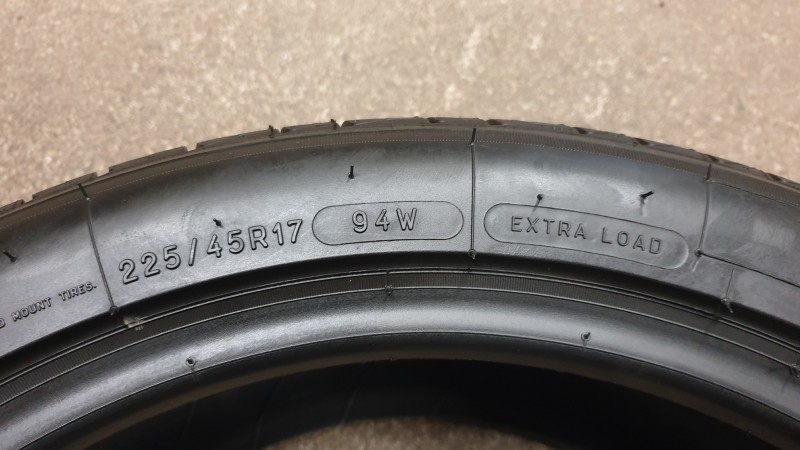 MOUNT TIRES.
225/45R17 94W
EXTRA LOAD